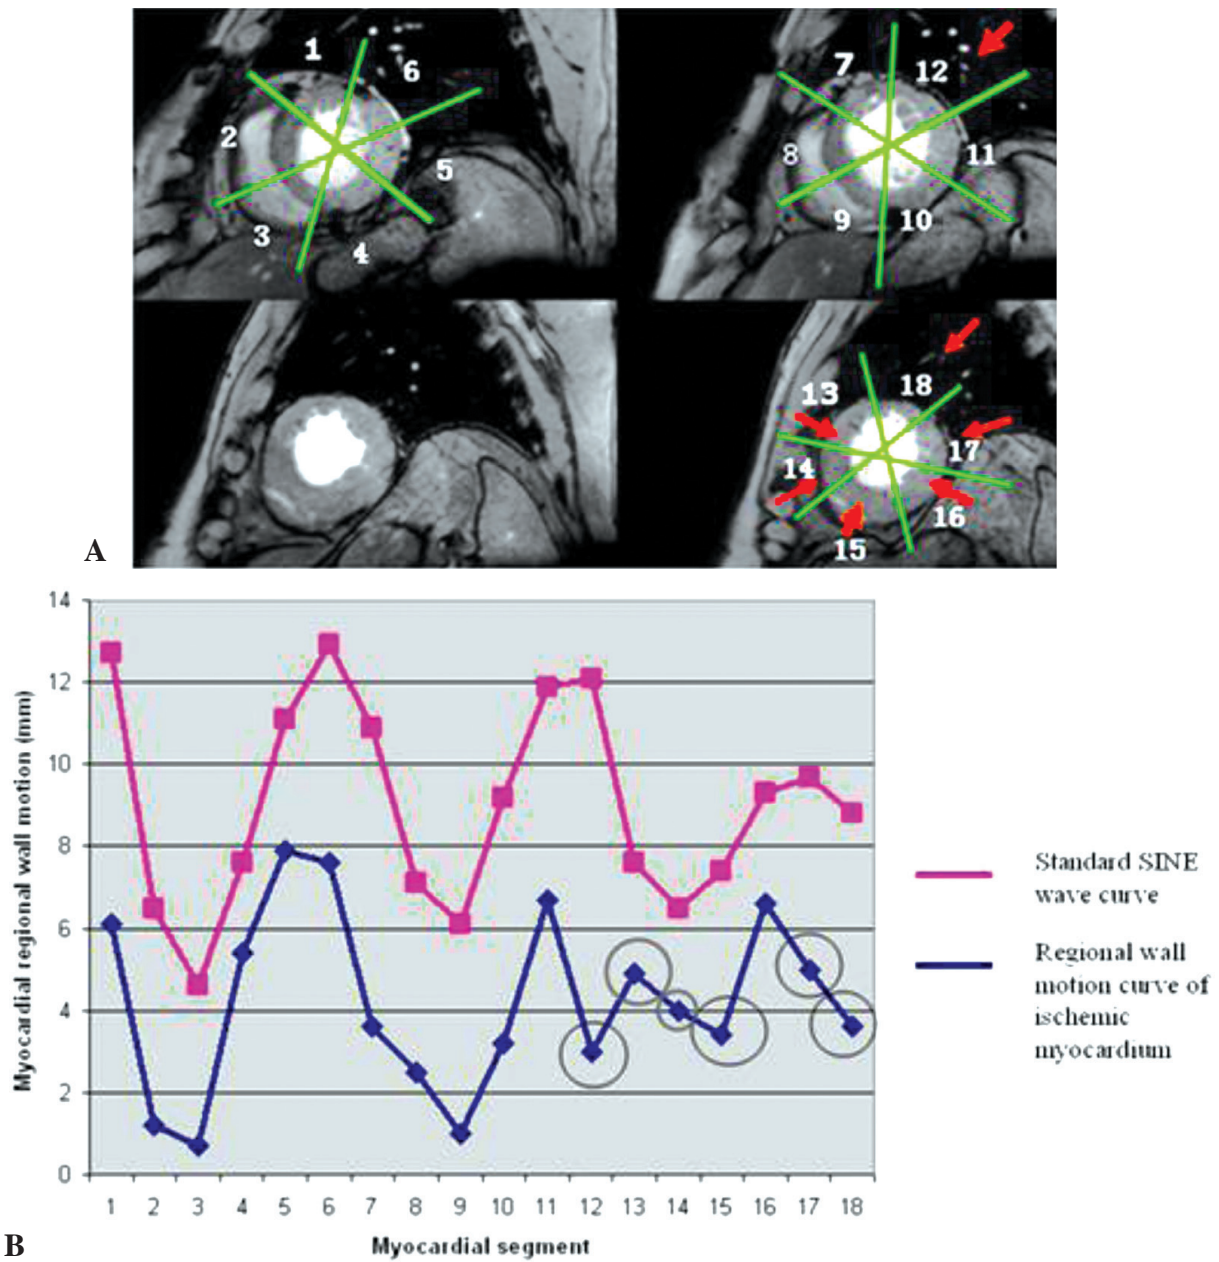 1
6
2
5
3
4
7
12
8
11
9
10
13
18
14
17
16
15
A
14
12
10
8
6
4
2
0
Myocardial regional wall motion (mm)
1 2 3 4 5 6 7 8 9 10 11 12 13 14 15 16 17 18
Myocardial segment
Standard SINE
wave curve
Regional wall
motion curve of
ischemic
myocardium
B